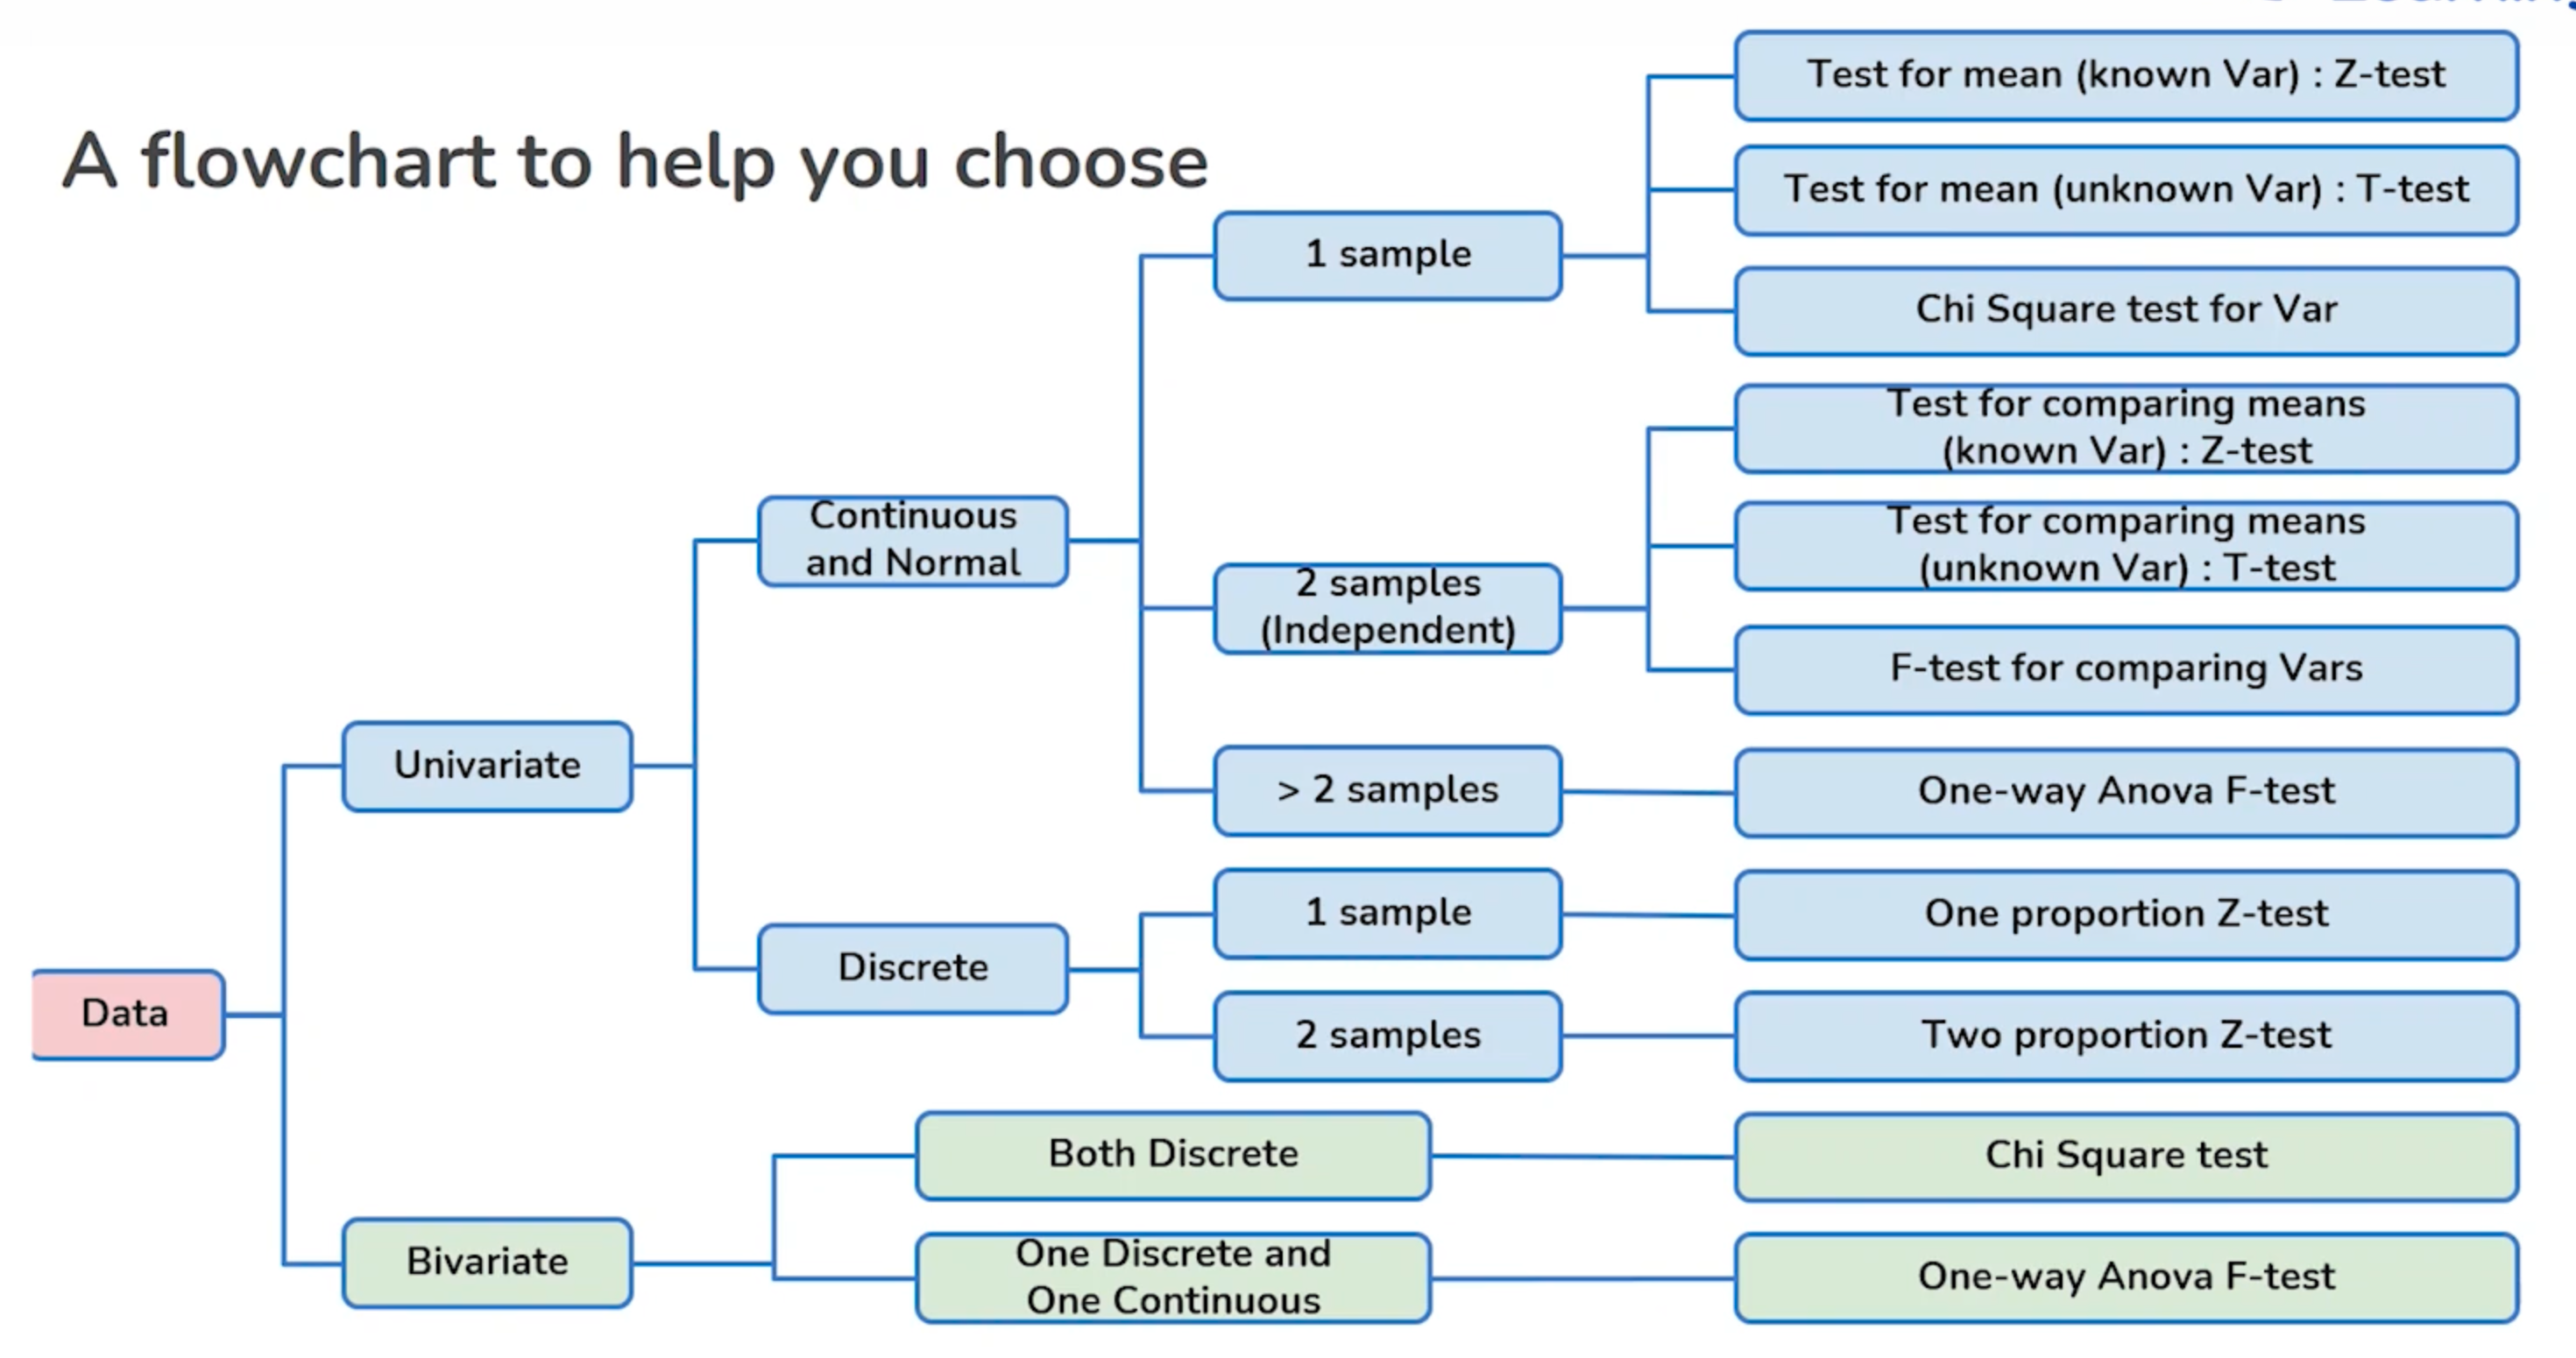 A flowchart to help you choose
Test for mean (known Var) : Z-test
Test for mean (unknown Var) : T-test
1 sample
Chi Square test for Var
Test for comparing means
(known Var) : Z-test
Continuous
and Normal
Test for comparing means
(unknown Var) : T-test
2 samples
(Independent)
F-test for comparing Vars
Univariate
> 2 samples
One-way Anova F-test
1 sample
One proportion Z-test
Discrete
Data
2 samples
Two proportion Z-test
Both Discrete
Chi Square test
Bivariate
One Discrete and
One Continuous
One-way Anova F-test